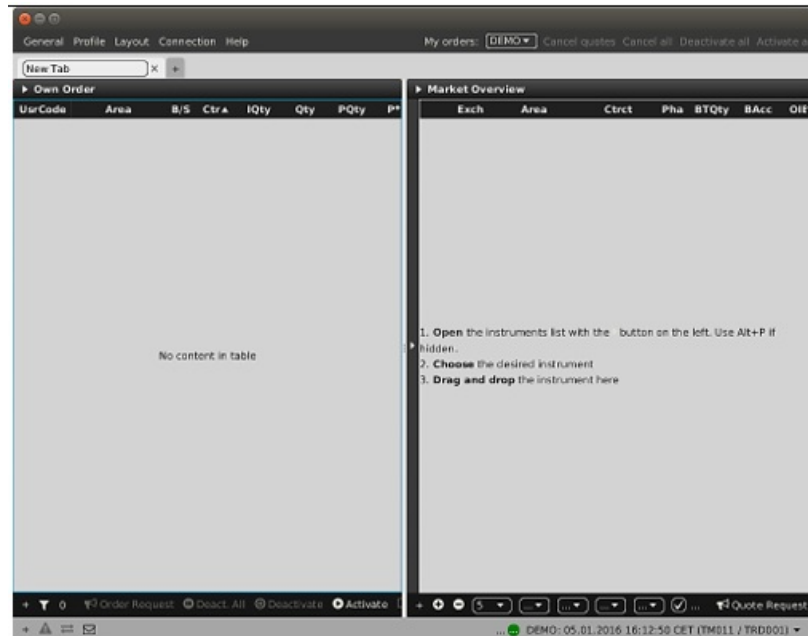 General Profile Layout Connection Help
My orders: DEMO Cancel quotes Cancel all Deactivate all Activate a
New Tab × +
Own Order
UsrCode Area B/S Ctr IQty Qty PQty P
No content in table
+ 0 Order Request Deact. All Deactivate Activate
Market Overview
Exch Area Ctrct Pha BTQty BAcc
1. Open the instruments list with the button on the left. Use Alt+P if
hidden.
2. Choose the desired instrument
3. Drag and drop the instrument here
+ 5 ... ... ... ... ... Quote Request
... DEMO: 05.01.2016 16:12:50 CET (TM011 / TRD001)